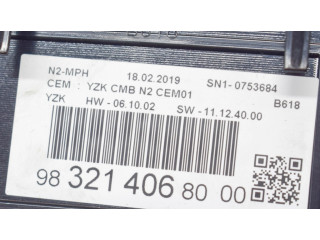 N2-MPH 18.02.2019 SN1- 0753684
CEM : YZK CMB N2 CEM01 B618
YZK HW - 06.10.02 SW - 11.12.40.00
98 321 406 80 00